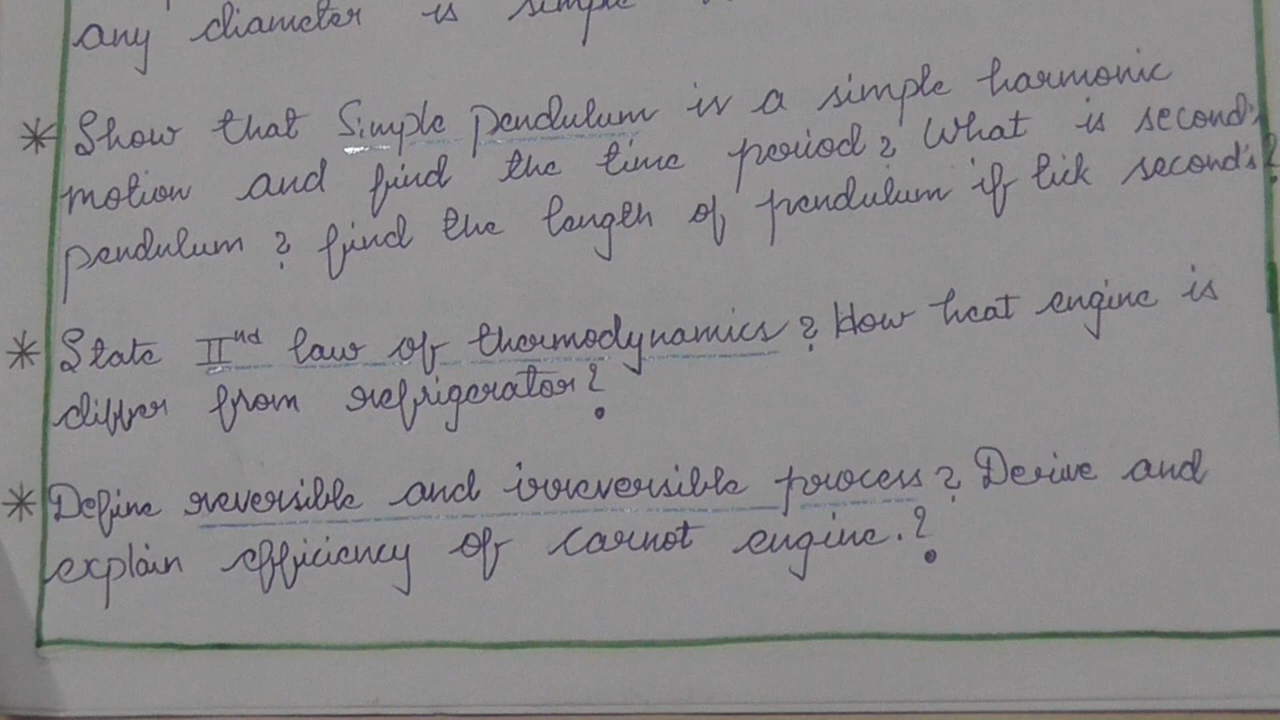 any diameter is simple
* Show that Simple pendulum is a simple harmonic
motion and find the time period? What is second's
pendulum? find the length of pendulum if tick second's?
* State IInd law of thermodynamics? How heat engine is
differ from refrigerator?
* Define reversible and irreversible process? Derive and
explain efficiency of carnot engine.?